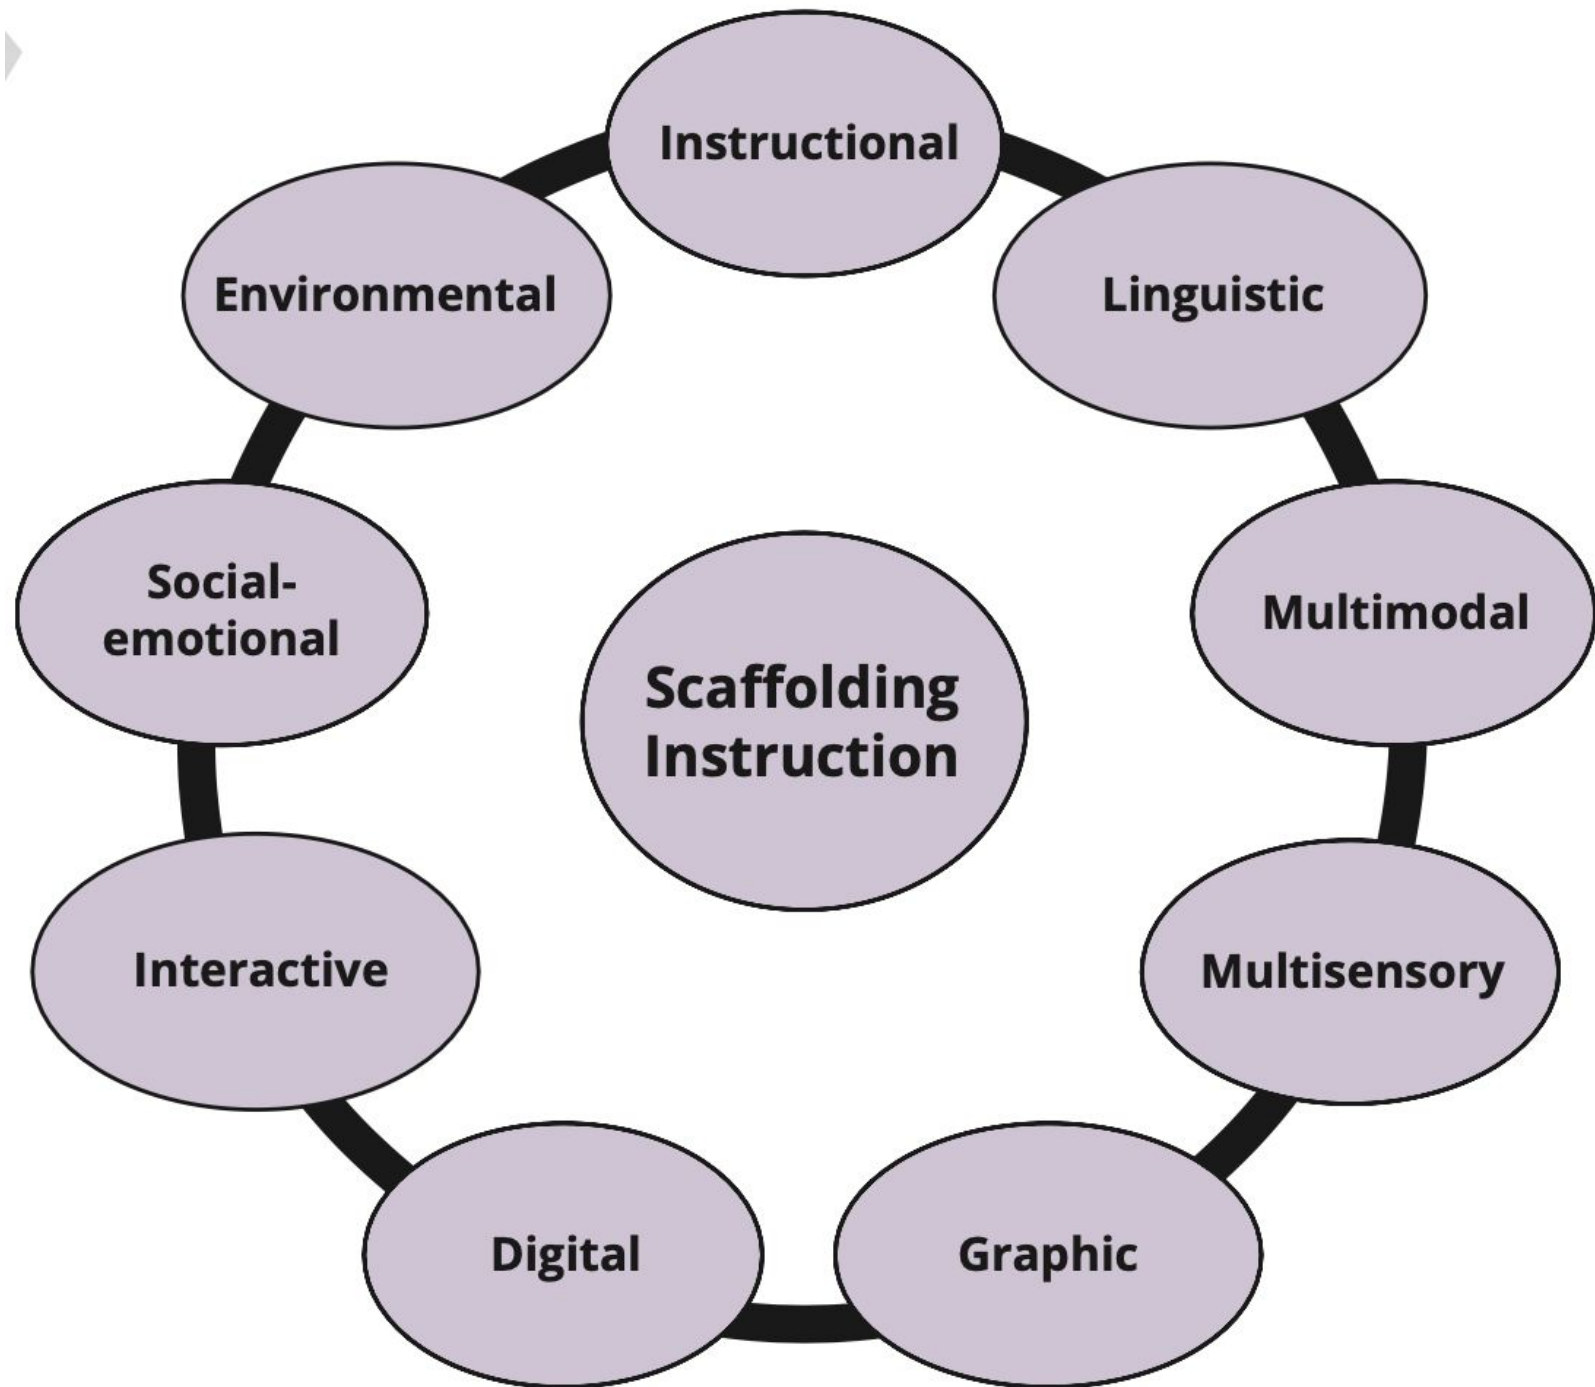 Instructional
Environmental
Linguistic
Social-
emotional
Multimodal
Scaffolding
Instruction
Interactive
Multisensory
Digital
Graphic